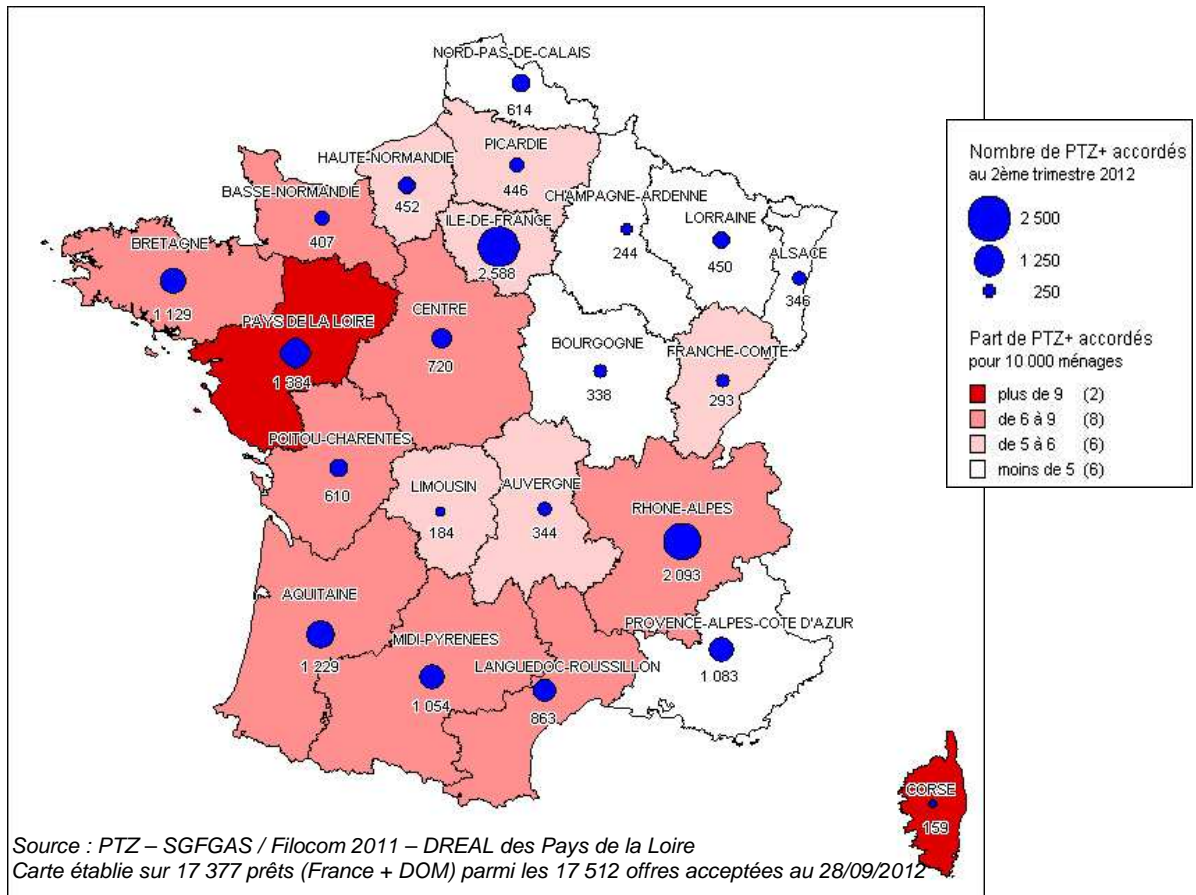 NORD-PAS-DE-CALAIS
614
PICARDIE
446
HAUTE-NORMANDIE
452
BASSE-NORMANDIE
407
CHAMPAGNE-ARDENNE
244
LORRAINE
450
ALSACE
346
ILE-DE-FRANCE
2 588
BRETAGNE
1 129
PAYS DE LA LOIRE
1 384
CENTRE
720
BOURGOGNE
338
FRANCHE-COMTE
293
POITOU-CHARENTES
610
LIMOUSIN
184
AUVERGNE
344
RHONE-ALPES
2 093
AQUITAINE
1 229
MIDI-PYRENEES
1 054
LANGUEDOC-ROUSSILLON
863
PROVENCE-ALPES-COTE D'AZUR
1 083
CORSE
159
Nombre de PTZ+ accordés
au 2ème trimestre 2012
2 500
1 250
250
Part de PTZ+ accordés
pour 10 000 ménages
plus de 9 (2)
de 6 à 9 (8)
de 5 à 6 (6)
moins de 5 (6)
Source : PTZ – SGFGAS / Filocom 2011 – DREAL des Pays de la Loire
Carte établie sur 17 377 prêts (France + DOM) parmi les 17 512 offres acceptées au 28/09/2012